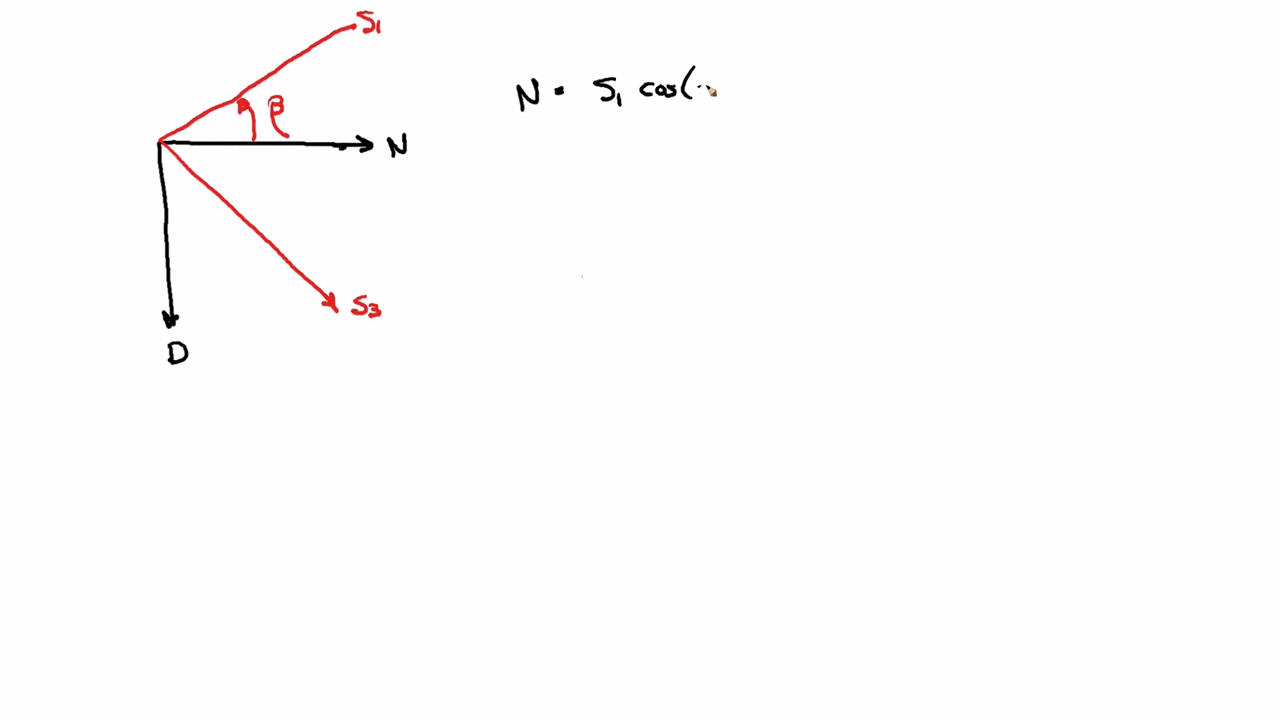 S₁
N = S₁ cos(
β
N
S₃
D